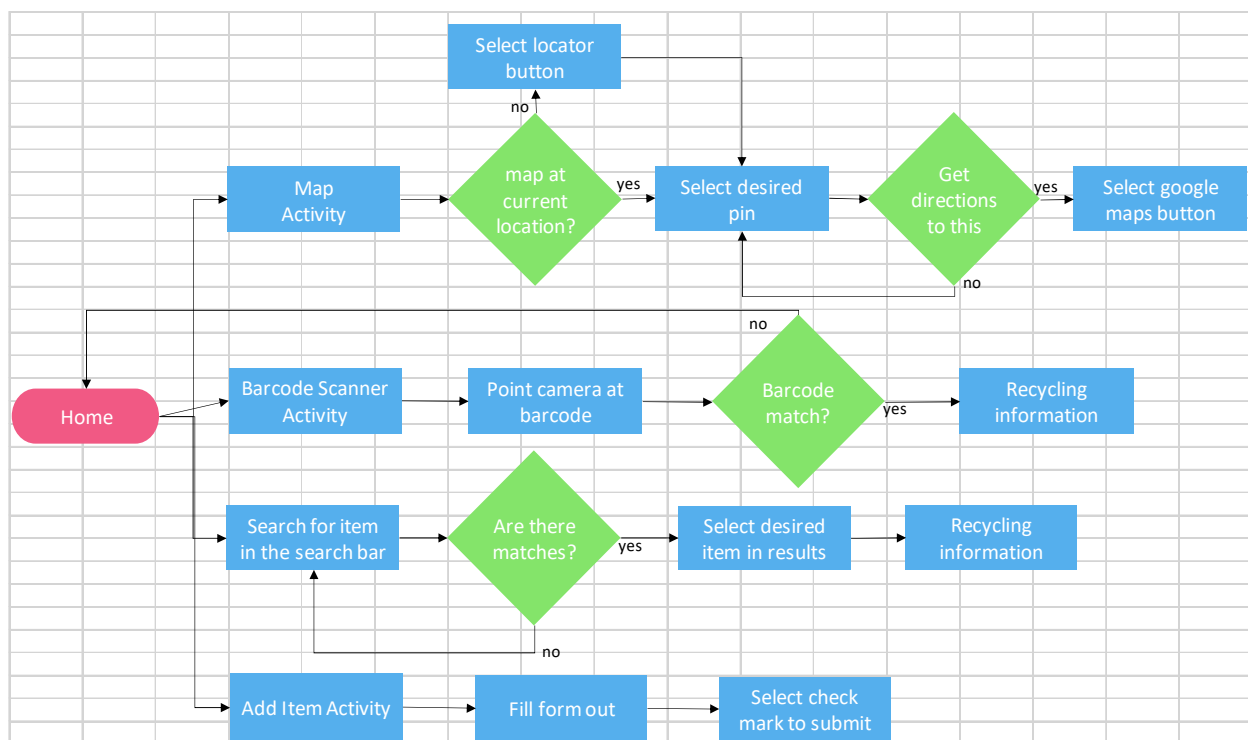 Select locator
button
no
Map
Activity
map at
current
location?
yes
Select desired
pin
Get
directions
to this
yes
Select google
maps button
no
no
Home
Barcode Scanner
Activity
Point camera at
barcode
Barcode
match?
yes
Recycling
information
Search for item
in the search bar
Are there
matches?
yes
Select desired
item in results
Recycling
information
no
Add Item Activity
Fill form out
Select check
mark to submit